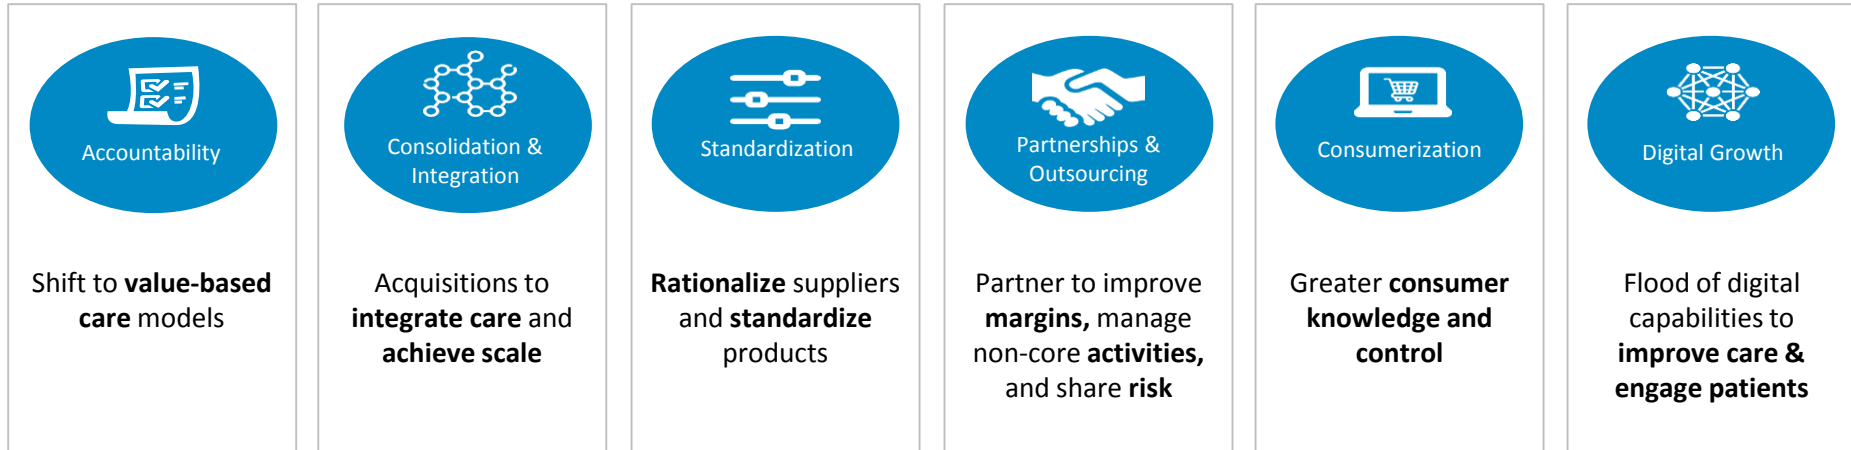 Accountability
Shift to value-based
care models
Consolidation &
Integration
Acquisitions to
integrate care and
achieve scale
Standardization
Rationalize suppliers
and standardize
products
Partnerships &
Outsourcing
Partner to improve
margins, manage
non-core activities,
and share risk
Consumerization
Greater consumer
knowledge and
control
Digital Growth
Flood of digital
capabilities to
improve care &
engage patients